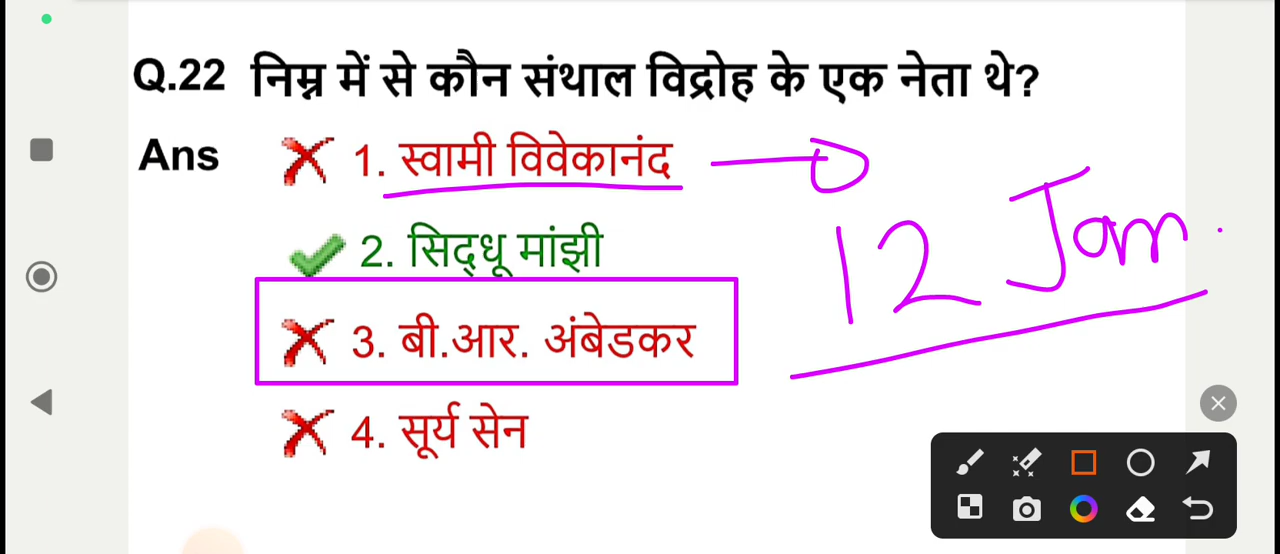 Q.22 निम्न में से कौन संथाल विद्रोह के एक नेता थे?
Ans 1. स्वामी विवेकानंद
2. सिद्धू मांझी
3. बी.आर. अंबेडकर
4. सूर्य सेन
12 Jan.